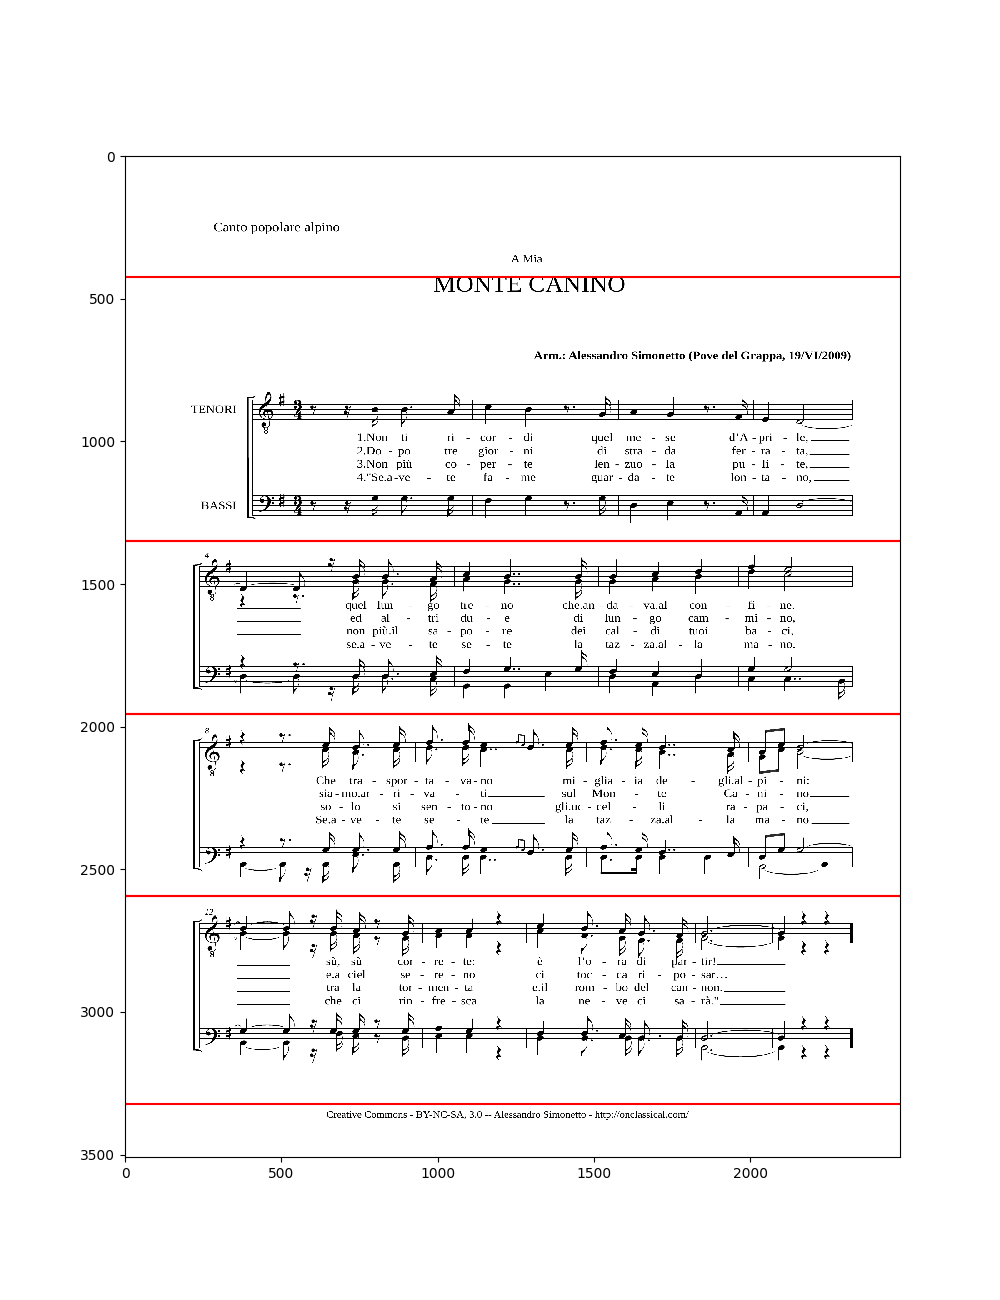 0
Canto popolare alpino
A Mia
MONTE CANINO
500
Arm.: Alessandro Simonetto (Pove del Grappa, 19/VI/2009)
TENORI
1.Non ti ri - cor - di quel me - se d'A - pri - le,
1000
2.Do - po tre gior - ni di stra - da fer - ra - ta,
3.Non più co - per - te len - zuo - la pu - li - te,
4."Se.a -ve - te fa - me guar - da - te lon - ta - no,
BASSI
4
1500
quel lun - go tre - no che.an - da - va.al con - fi - ne.
ed al - tri du - e di lun - go cam - mi - no,
non più.il sa - po - re dei cal - di tuoi ba - ci,
se.a - ve - te se - te la taz - za.al - la ma - no.
2000
8
Che tra - spor - ta - va - no mi - glia - ia de - gli.al - pi - ni:
sia - mo.ar - ri - va - ti sul Mon - te Ca - ni - no
so - lo si sen - to - no gli.uc - cel - li ra - pa - ci,
Se.a - ve - te se - te la taz - za.al - la ma - no
2500
12
sù, sù cor - re - te: è l'o - ra di par - tir!
e.a ciel se - re - no ci toc - ca ri - po - sar...
tra la tor - men - ta e.il rom - bo del can - non.
3000
che ci rin - fre - sca la ne - ve ci sa - rà."
Creative Commons - BY-NC-SA, 3.0 -- Alessandro Simonetto - http://onclassical.com/
3500
0 500 1000 1500 2000